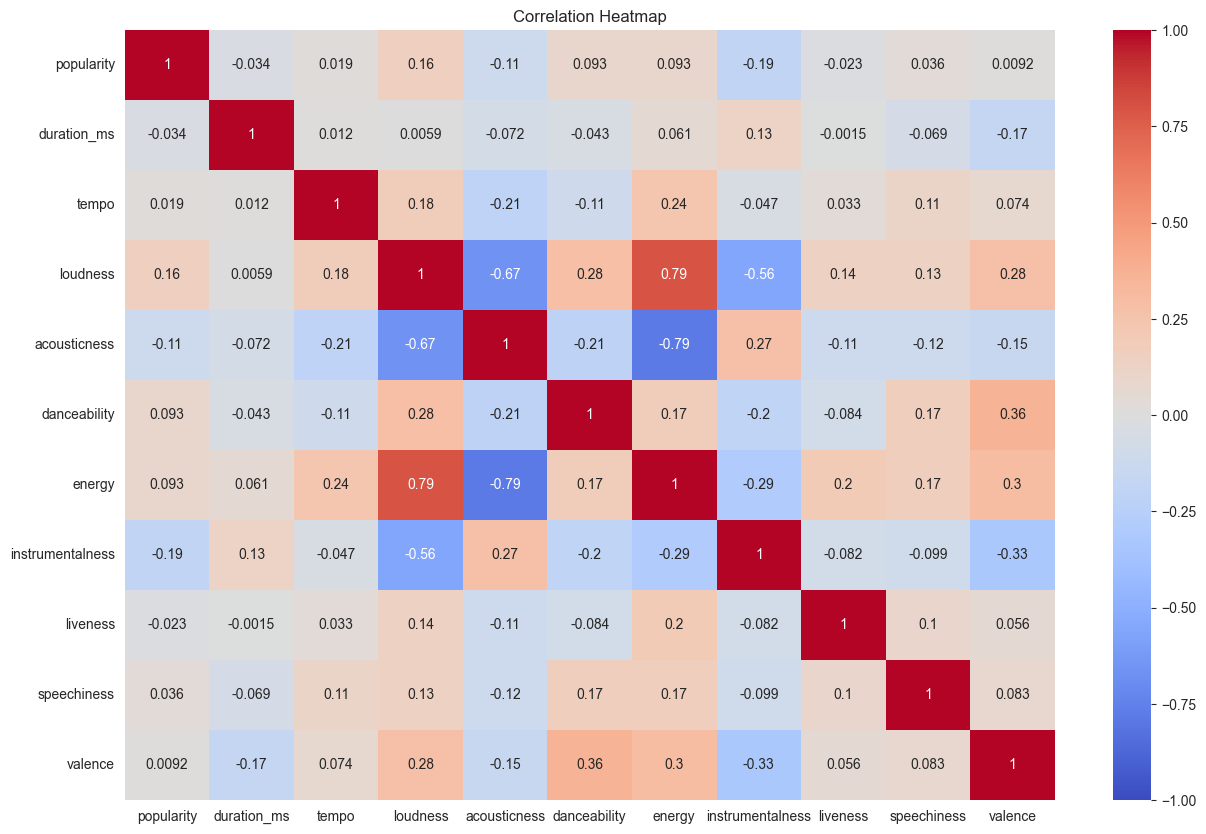 Correlation Heatmap
popularity 1 -0.034 0.019 0.16 -0.11 0.093 0.093 -0.19 -0.023 0.036 0.0092
duration_ms -0.034 1 0.012 0.0059 -0.072 -0.043 0.061 0.13 -0.0015 -0.069 -0.17
tempo 0.019 0.012 1 0.18 -0.21 -0.11 0.24 -0.047 0.033 0.11 0.074
loudness 0.16 0.0059 0.18 1 -0.67 0.28 0.79 -0.56 0.14 0.13 0.28
acousticness -0.11 -0.072 -0.21 -0.67 1 -0.21 -0.79 0.27 -0.11 -0.12 -0.15
danceability 0.093 -0.043 -0.11 0.28 -0.21 1 0.17 -0.2 -0.084 0.17 0.36
energy 0.093 0.061 0.24 0.79 -0.79 0.17 1 -0.29 0.2 0.17 0.3
instrumentalness -0.19 0.13 -0.047 -0.56 0.27 -0.2 -0.29 1 -0.082 -0.099 -0.33
liveness -0.023 -0.0015 0.033 0.14 -0.11 -0.084 0.2 -0.082 1 0.1 0.056
speechiness 0.036 -0.069 0.11 0.13 -0.12 0.17 0.17 -0.099 0.1 1 0.083
valence 0.0092 -0.17 0.074 0.28 -0.15 0.36 0.3 -0.33 0.056 0.083 1
popularity duration_ms tempo loudness acousticness danceability energy instrumentalness liveness speechiness valence
1.00
0.75
0.50
0.25
0.00
−0.25
−0.50
−0.75
−1.00